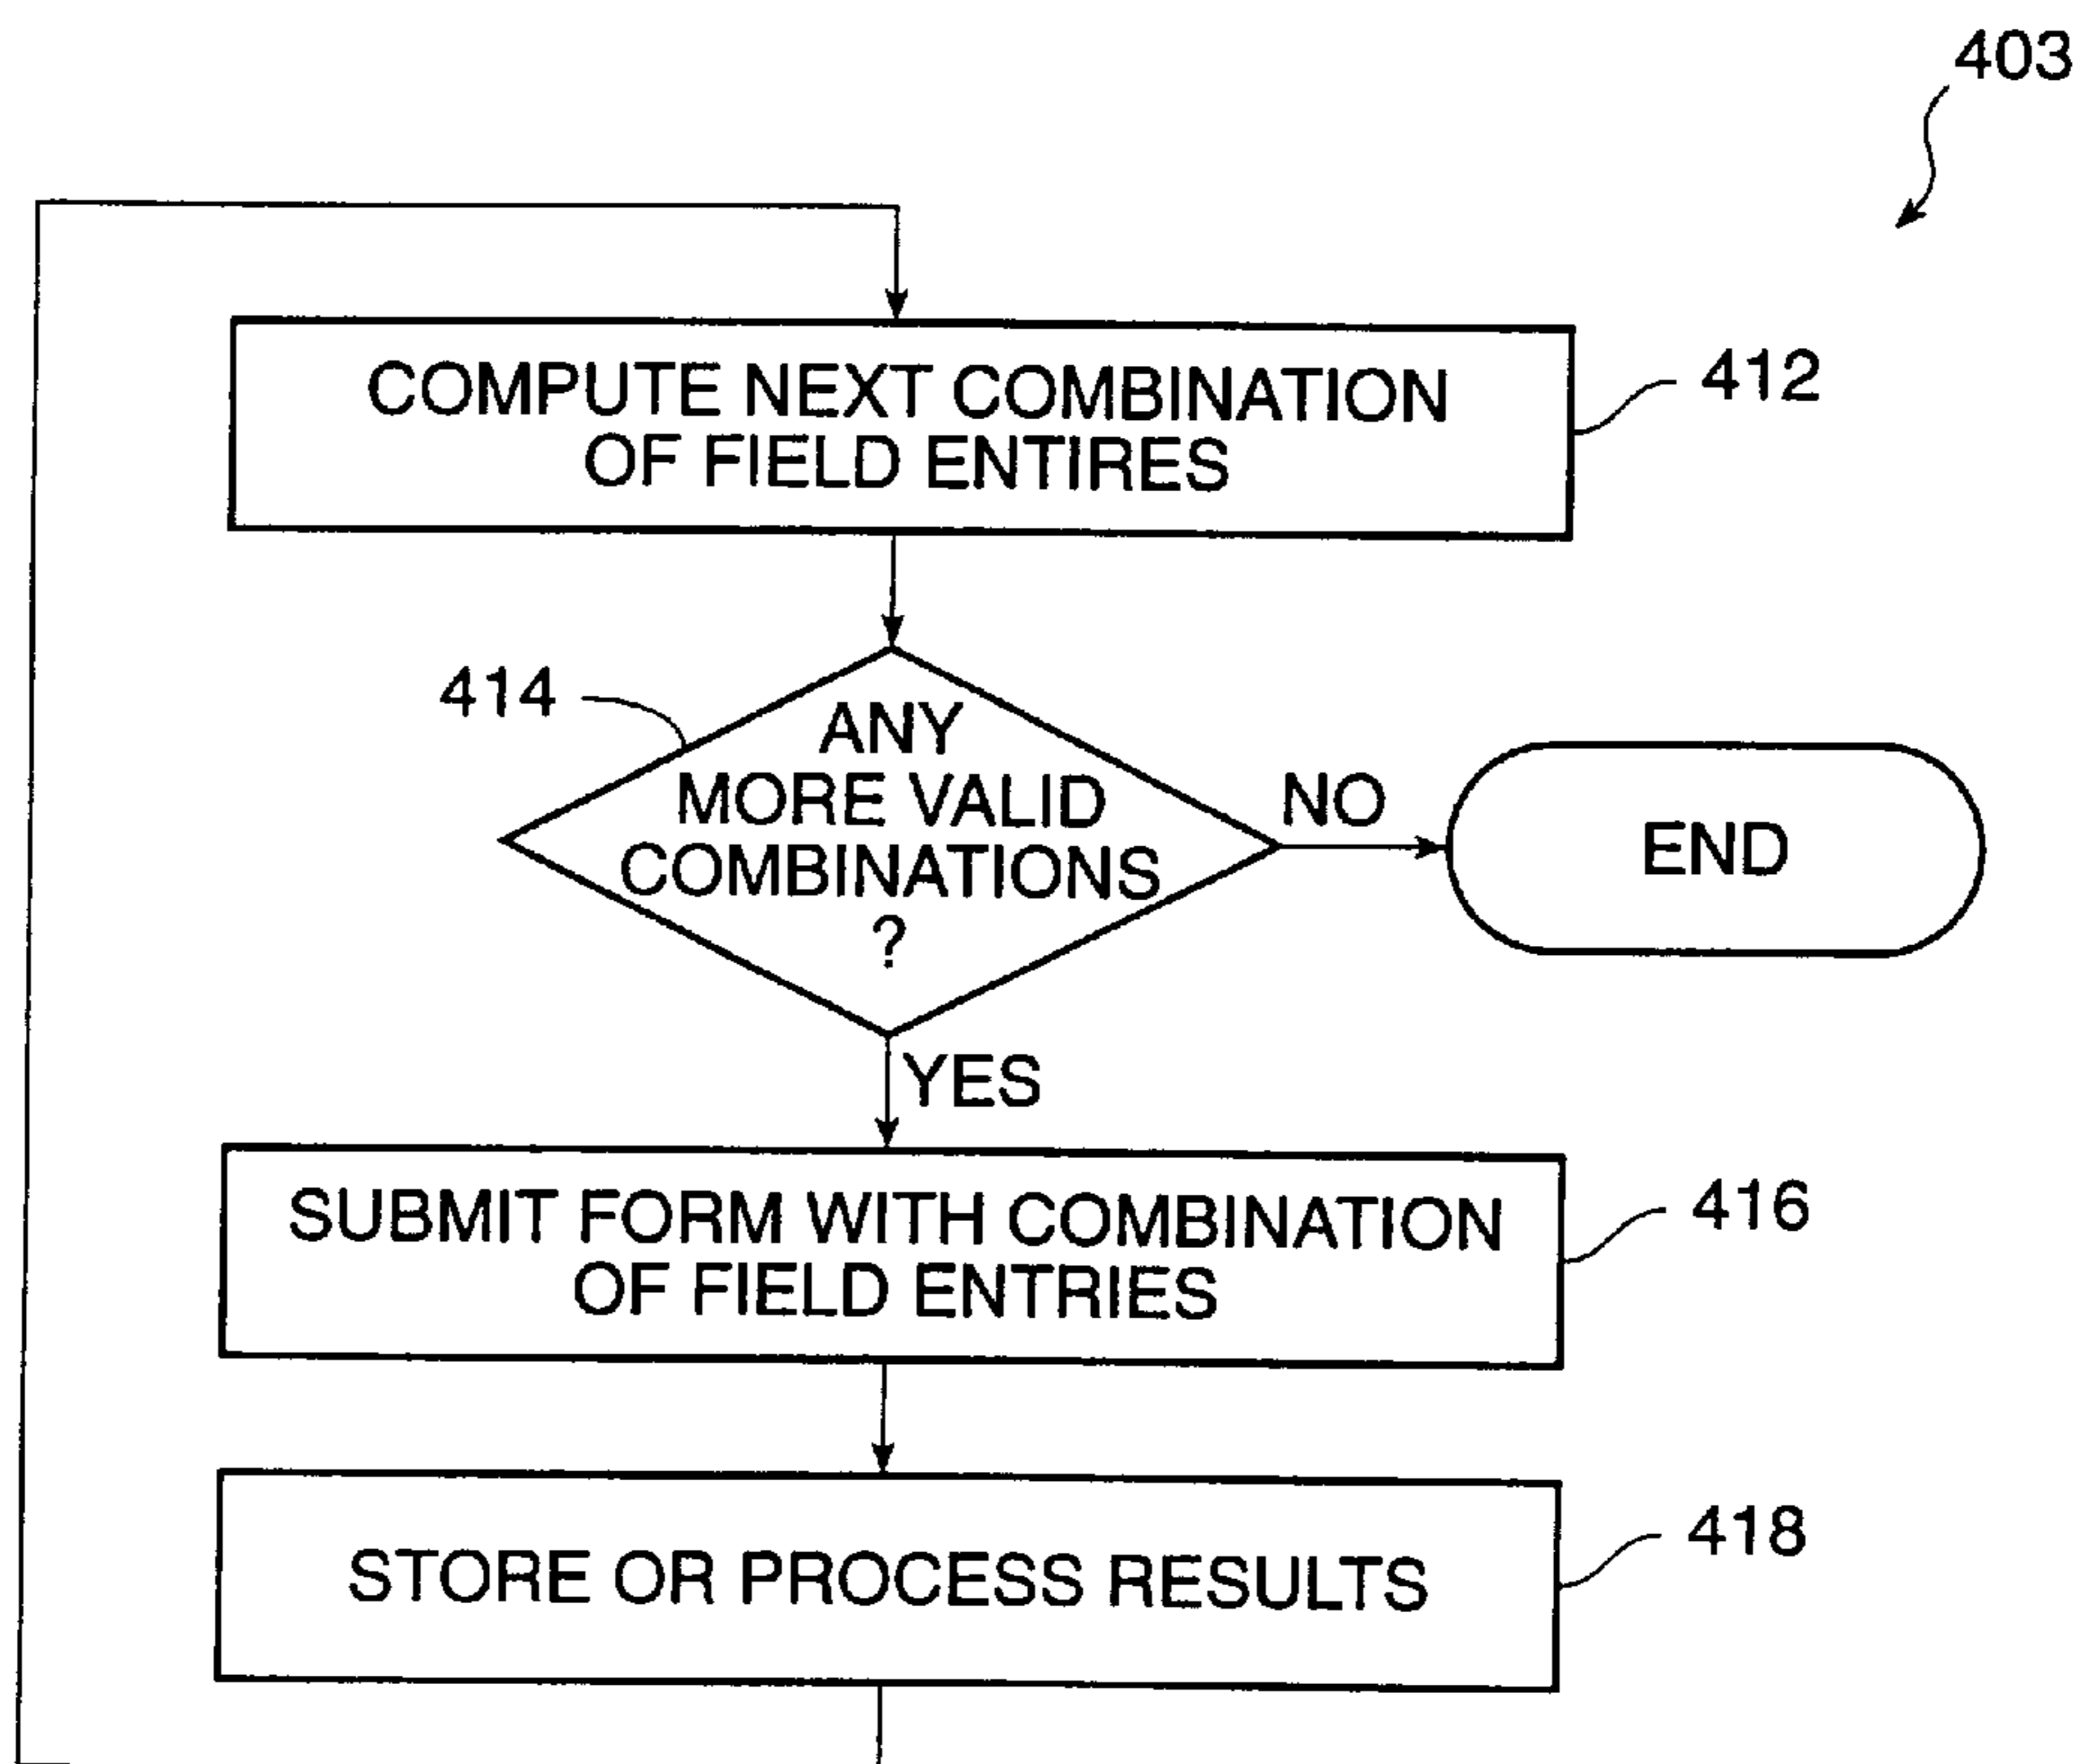 403
COMPUTE NEXT COMBINATION
OF FIELD ENTIRES
412
414
ANY
MORE VALID
COMBINATIONS
?
NO
END
YES
SUBMIT FORM WITH COMBINATION
OF FIELD ENTRIES
416
STORE OR PROCESS RESULTS
418